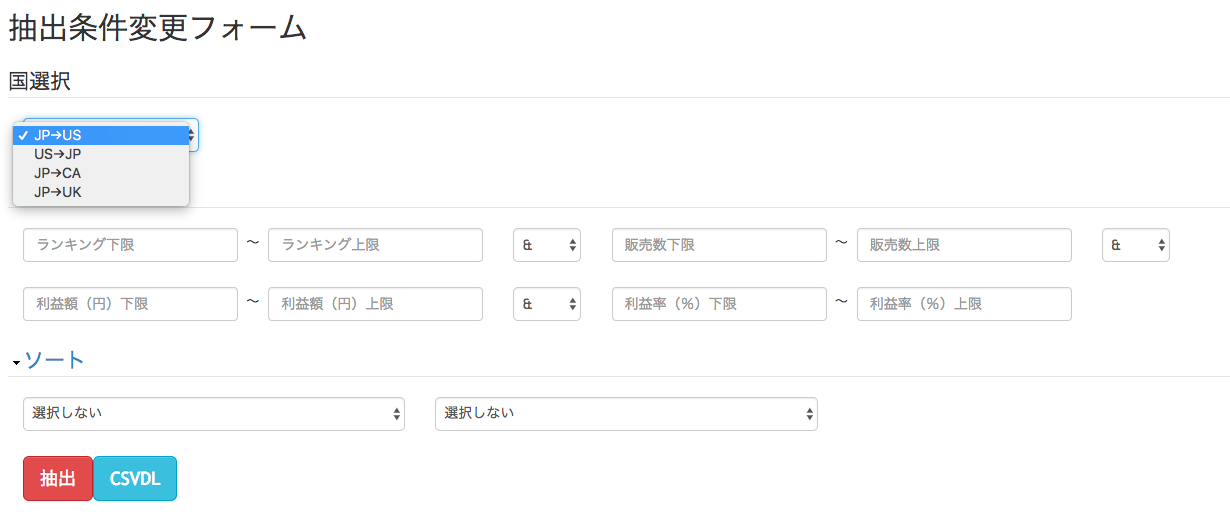 抽出条件変更フォーム
国選択
✓ JP→US
US→JP
JP→CA
JP→UK
ランキング下限 ～ ランキング上限 & 販売数下限 ～ 販売数上限 &
利益額（円）下限 ～ 利益額（円）上限 & 利益率（%）下限 ～ 利益率（%）上限
ソート
選択しない 選択しない
抽出 CSVDL